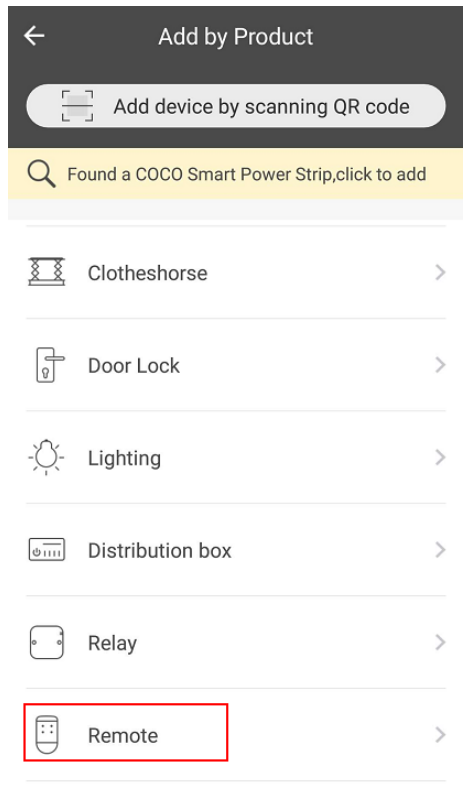 Add by Product
Add device by scanning QR code
Found a COCO Smart Power Strip,click to add
Clotheshorse
Door Lock
Lighting
Distribution box
Relay
Remote